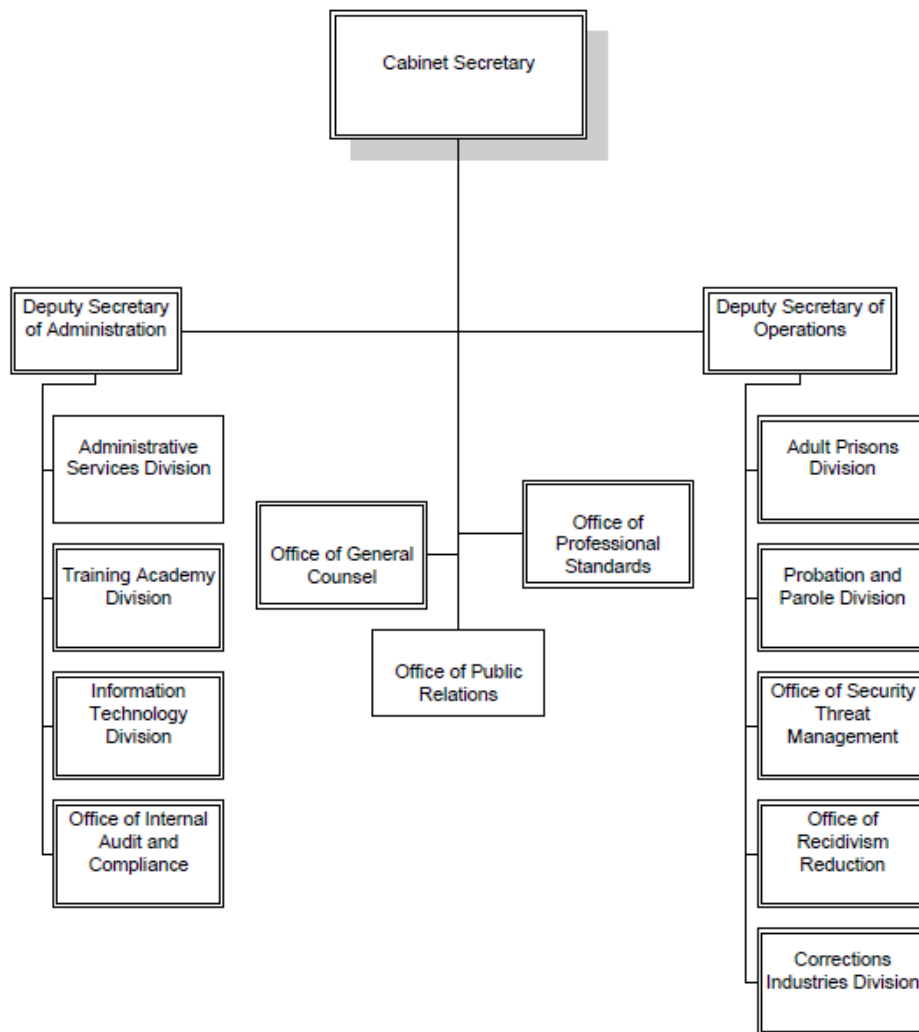 Cabinet Secretary
Deputy Secretary
of Administration
Deputy Secretary of
Operations
Administrative
Services Division
Training Academy
Division
Information
Technology
Division
Office of Internal
Audit and
Compliance
Office of General
Counsel
Office of
Professional
Standards
Office of Public
Relations
Adult Prisons
Division
Probation and
Parole Division
Office of Security
Threat
Management
Office of
Recidivism
Reduction
Corrections
Industries Division